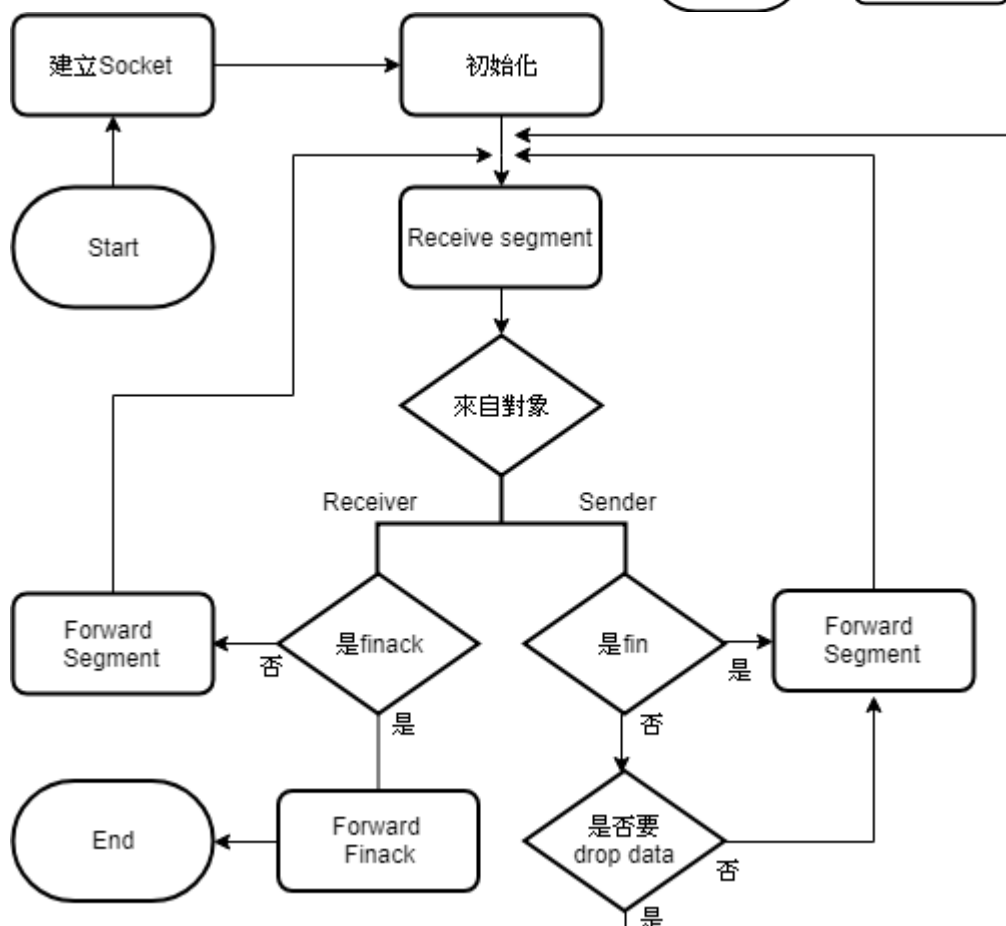 建立Socket
初始化
Start
Receive segment
來自對象
Receiver
Sender
Forward
Segment
是finack
是fin
Forward
Segment
否
是
是
否
End
Forward
Finack
是否要
drop data
否
是